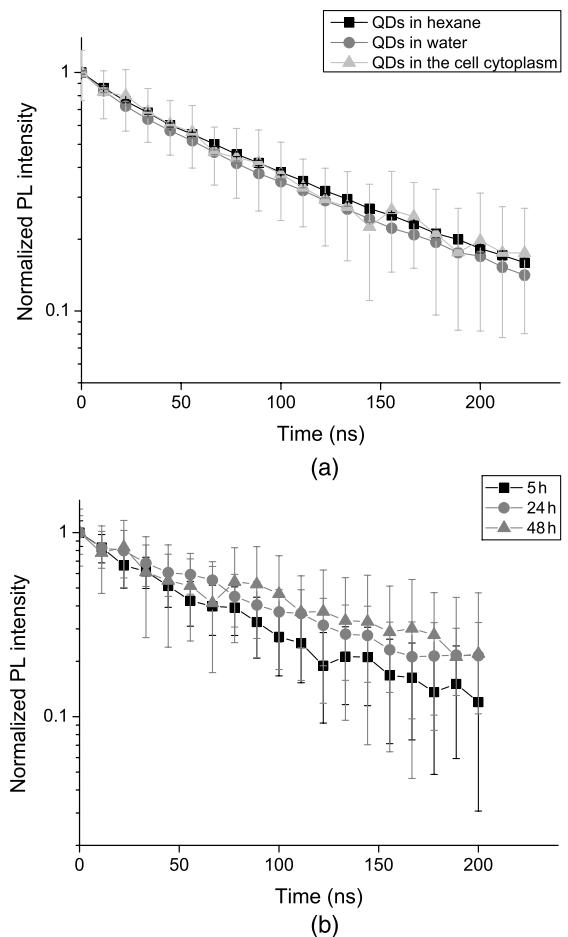 QDs in hexane
QDs in water
QDs in the cell cytoplasm
1
0.1
Normalized PL intensity
0 50 100 150 200
Time (ns)
(a)
5 h
24 h
48 h
1
0.1
Normalized PL intensity
0 50 100 150 200
Time (ns)
(b)